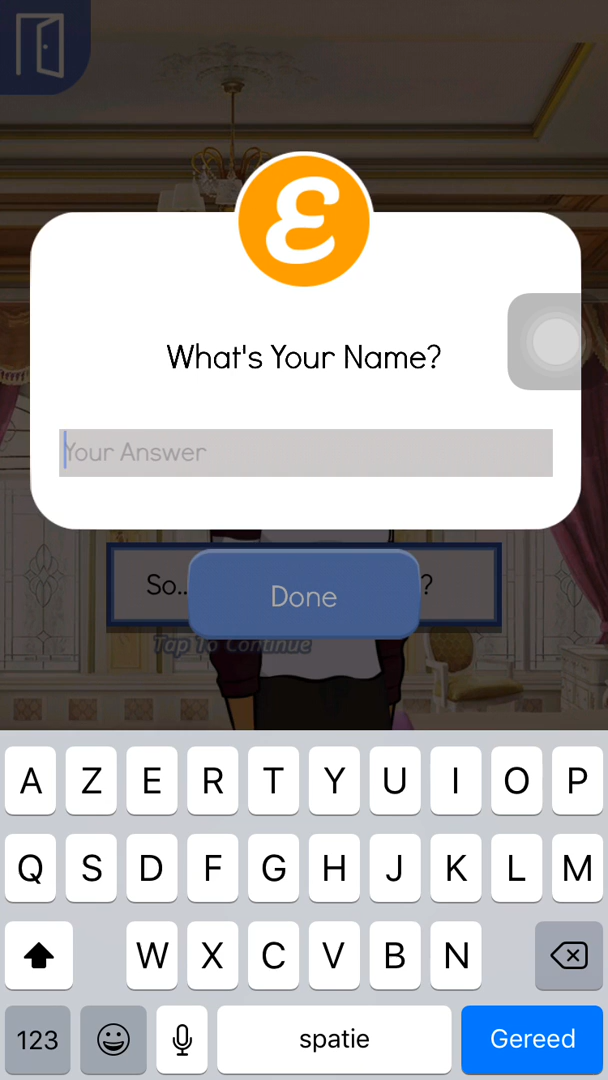 ε
What's Your Name?
Your Answer
So.. ?
Done
Tap To Continue
A Z E R T Y U I O P
Q S D F G H J K L M
W X C V B N
123 spatie Gereed